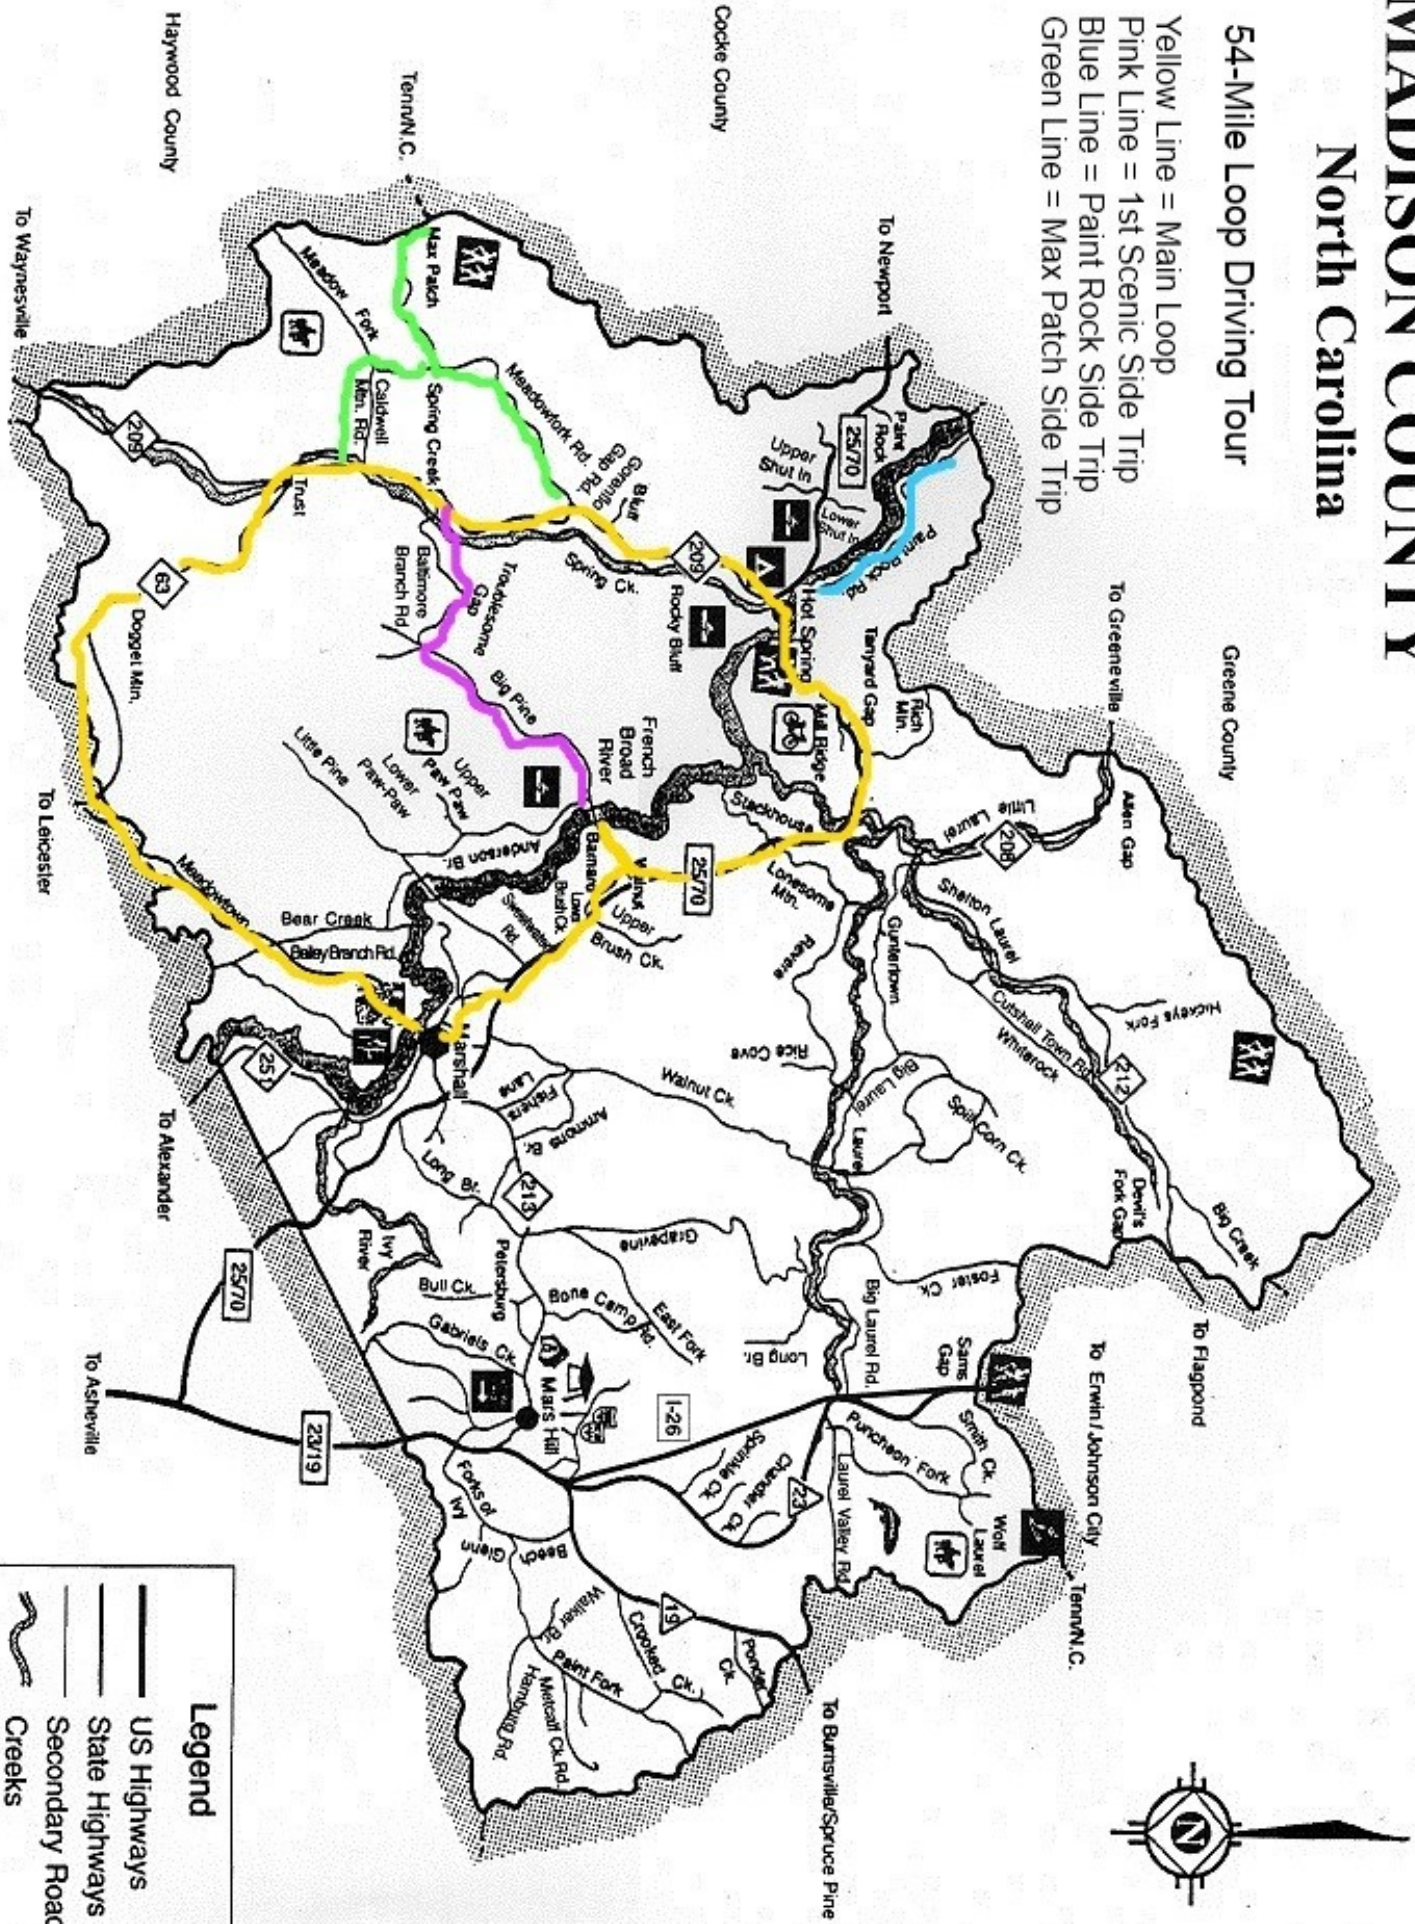 MADISON COUNTY
North Carolina
54-Mile Loop Driving Tour
Yellow Line = Main Loop
Pink Line = 1st Scenic Side Trip
Blue Line = Paint Rock Side Trip
Green Line = Max Patch Side Trip
Cocke County
Haywood County
Greene County
Tenn/N.C.
To Waynesville
To Newport
To Greeneville
Paint
Rock
25/70
Upper
Shut In
Lower
Shut In
Paint Rock Rd
Hot Spring
Tanyard Gap
Rich
Mtn.
Mill Ridge
Allen Gap
Little Laurel
208
Max Patch
Meadow Fork
Caldwell
Mtn. Rd.
Spring Creek
Meadowfork Rd.
Gorenflo
Gap Rd.
Bluff
209
Spring Ck.
Rocky Bluff
209
Trust
63
Dogget Mtn.
Baltimore
Branch Rd
Troublesome
Gap
Big Pine
Little Pine
Lower
Paw-Paw
Upper
Paw Paw
French
Broad
River
Stackhouse
25/70
Walnut
Barnard
Long
Brush Ck.
Upper
Brush Ck.
Anderson Br.
Sweetwater
Rd.
Lonesome
Mtn.
Revere
Guntertown
Shelton Laurel
Cutshall Town Rd
Whiterock
Hickeys Fork
212
Rice Cove
Big Laurel
Laurel
Spill Corn Ck.
Devil's
Fork Gap
Big Creek
To Leicester
Meadowtown
Bear Creek
Bailey Branch Rd.
Marshall
251
To Alexander
Walnut Ck.
Fishers
Lane
Ammons
Br.
Long Br.
213
Ivy
River
25/70
Petersburg
Grapevine
Bull Ck.
Bone Camp Rd.
East Fork
Gabriels Ck.
Mars Hill
Long Br.
Big Laurel Rd.
Foster
Ck.
Sams
Gap
To Flagpond
To Erwin/Johnson City
To Asheville
23/19
I-26
Smith
Ck.
Puncheon Fork
Laurel Valley Rd.
Wolf
Laurel
Tenn/N.C.
23
Chandler
Ck.
Sprinkle Ck.
Forks of
Ivy
Beech
Glenn
19
Walker
Br.
Crooked
Ck.
Ponder
Ck.
Paint Fork
Metcalf Ck. Rd.
Hamburg Rd.
To Burnsville/Spruce Pine
N
Legend
US Highways
State Highways
Secondary Road
Creeks